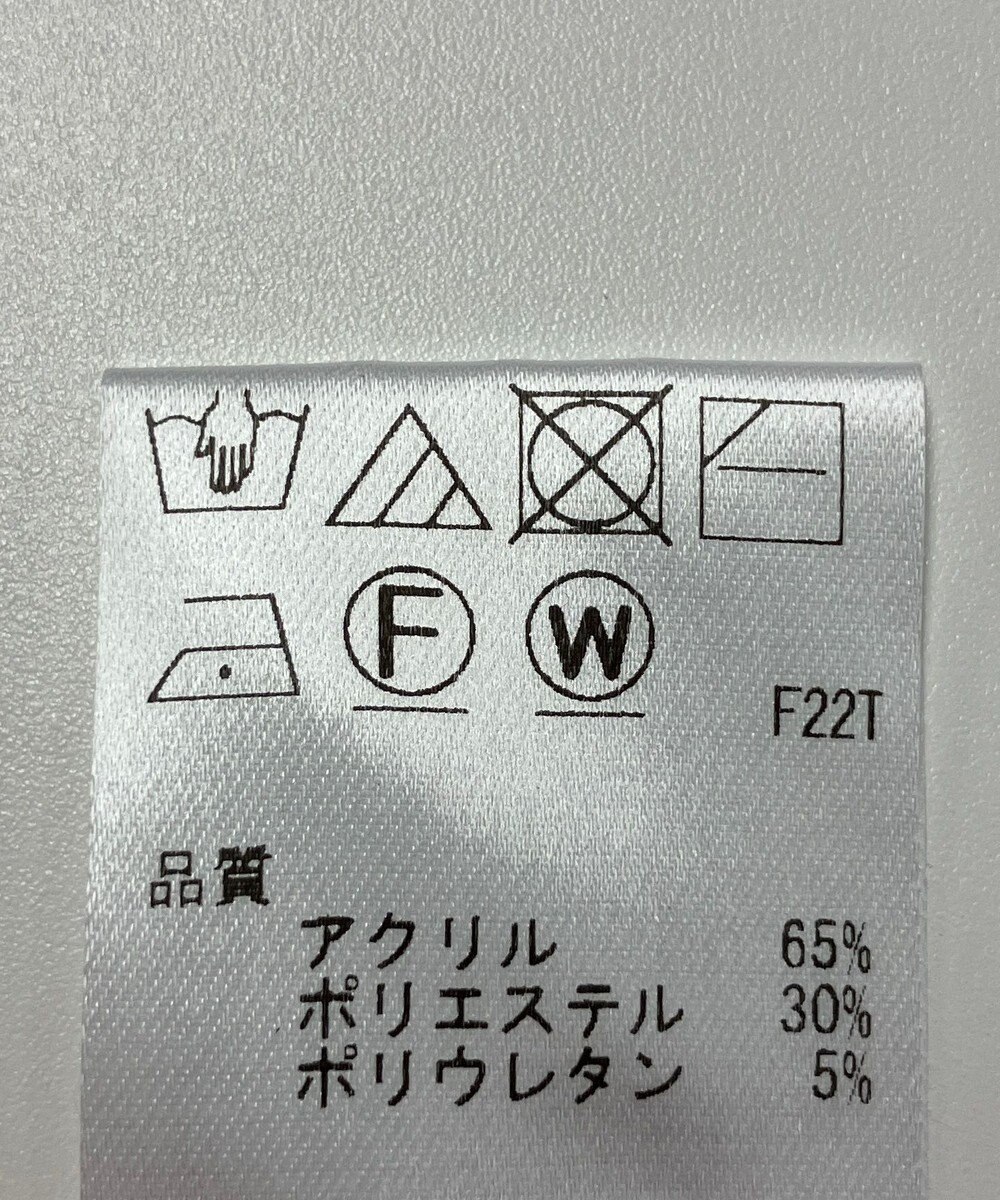 F W
F22T
品質
アクリル 65%
ポリエステル 30%
ポリウレタン 5%